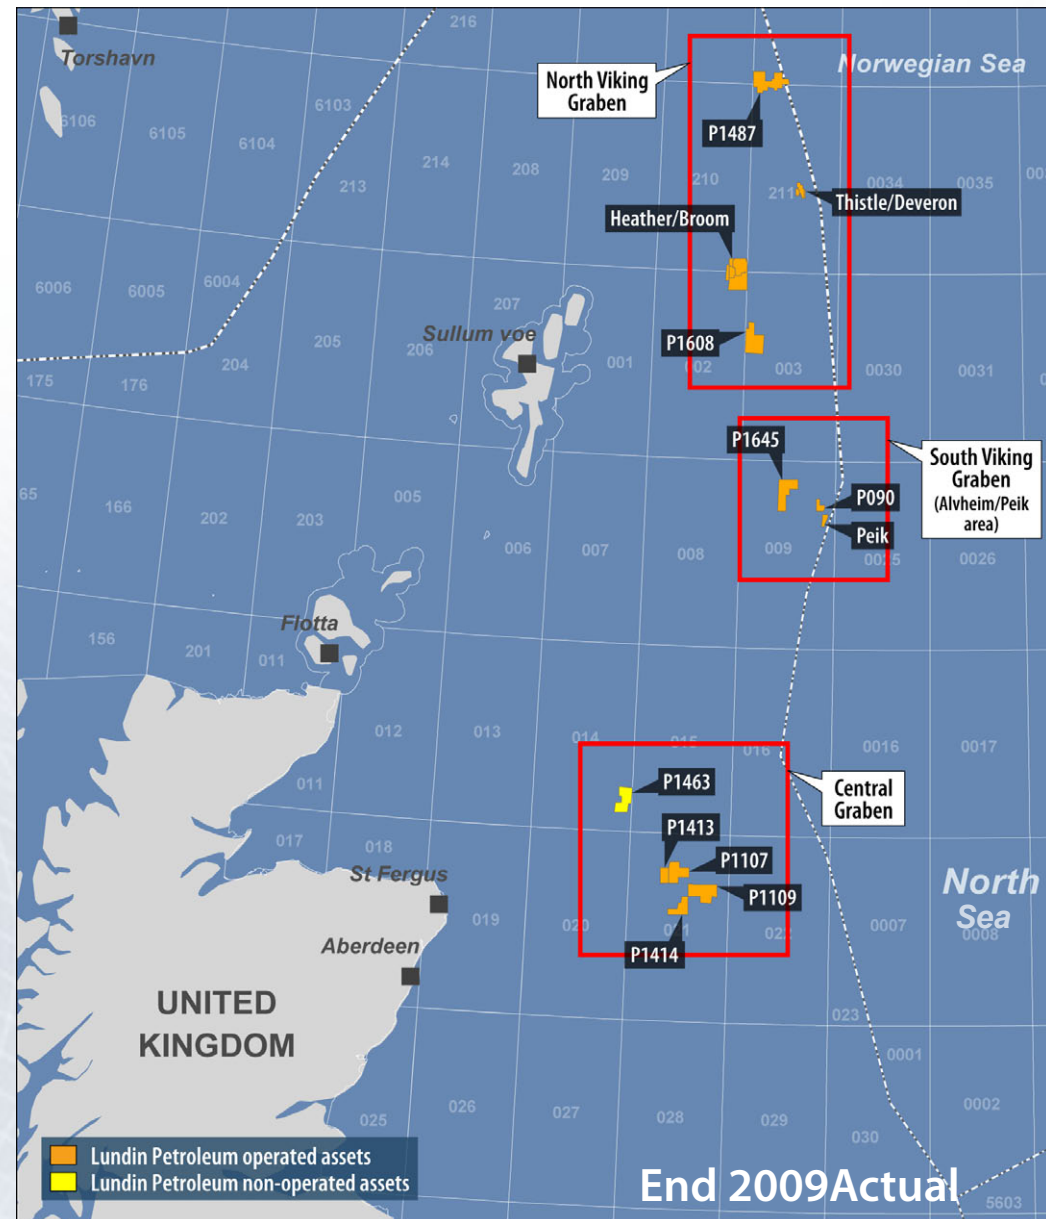 216
Torshavn
Norwegian Sea
North Viking
Graben
6103
6106
6105
6104
P1487
214
208
209
210
211
0034
0035
213
Thistle/Deveron
Heather/Broom
6006
6005
6004
207
Sullum voe
205
206
P1608
204
001
002
003
0030
0031
175
176
P1645
South Viking
Graben
(Alvheim/Peik
area)
65
166
005
P090
202
203
Peik
006
007
008
009
0025
0026
Flotta
156
201
011
012
013
014
015
016
0016
0017
P1463
Central
Graben
011
P1413
017
018
P1107
St Fergus
P1109
North
Sea
019
020
021
022
0007
0008
Aberdeen
P1414
UNITED
KINGDOM
023
0001
025
026
027
028
029
0002
030
Lundin Petroleum operated assets
Lundin Petroleum non-operated assets
End 2009Actual
5603